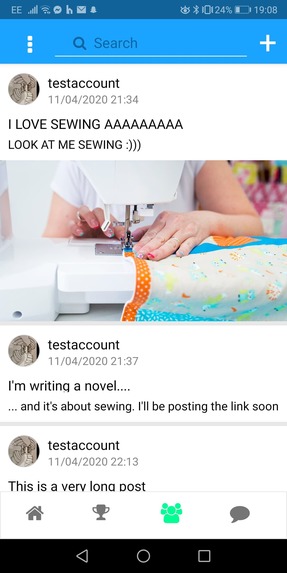 EE 24% 19:08
Search
testaccount
11/04/2020 21:34
I LOVE SEWING AAAAAAAAA
LOOK AT ME SEWING :)))
testaccount
11/04/2020 21:37
I'm writing a novel....
... and it's about sewing. I'll be posting the link soon
testaccount
11/04/2020 22:13
This is a very long post